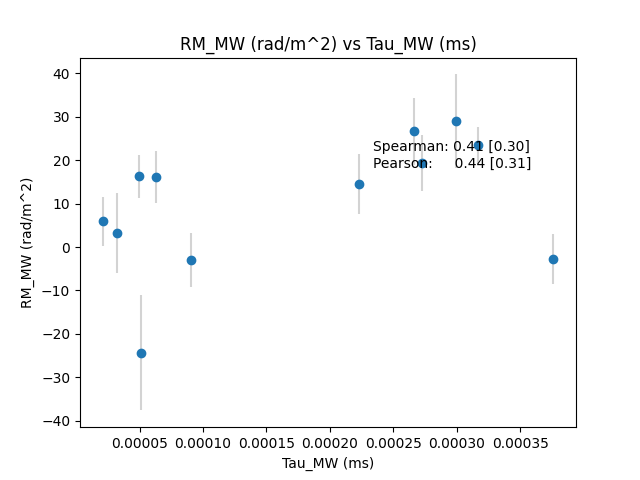 RM_MW (rad/m^2) vs Tau_MW (ms)
40
30
20
10
0
−10
−20
−30
−40
RM_MW (rad/m^2)
Spearman: 0.41 [0.30]
Pearson: 0.44 [0.31]
0.00005 0.00010 0.00015 0.00020 0.00025 0.00030 0.00035
Tau_MW (ms)